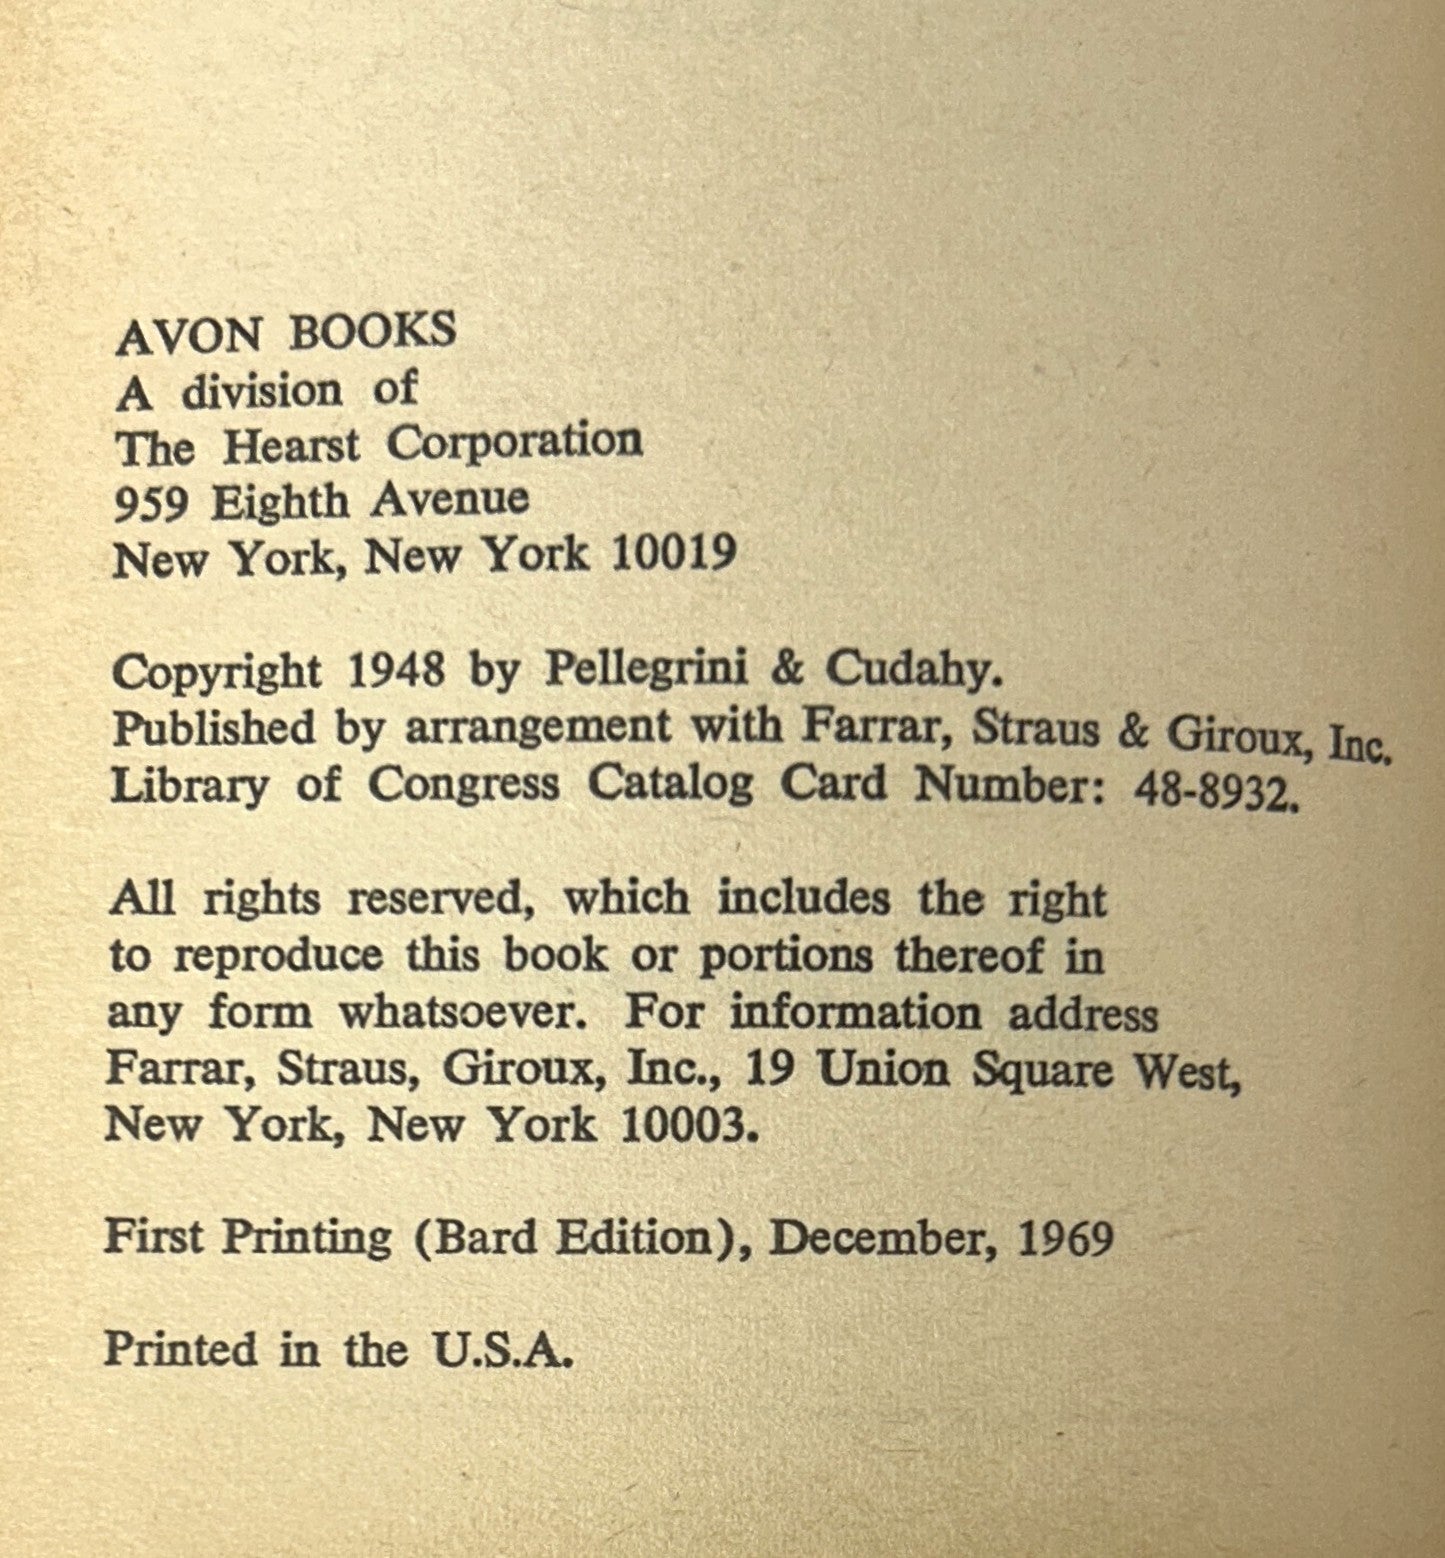 AVON BOOKS
A division of
The Hearst Corporation
959 Eighth Avenue
New York, New York 10019
Copyright 1948 by Pellegrini & Cudahy.
Published by arrangement with Farrar, Straus & Giroux, Inc.
Library of Congress Catalog Card Number: 48-8932.
All rights reserved, which includes the right
to reproduce this book or portions thereof in
any form whatsoever. For information address
Farrar, Straus, Giroux, Inc., 19 Union Square West,
New York, New York 10003.
First Printing (Bard Edition), December, 1969
Printed in the U.S.A.